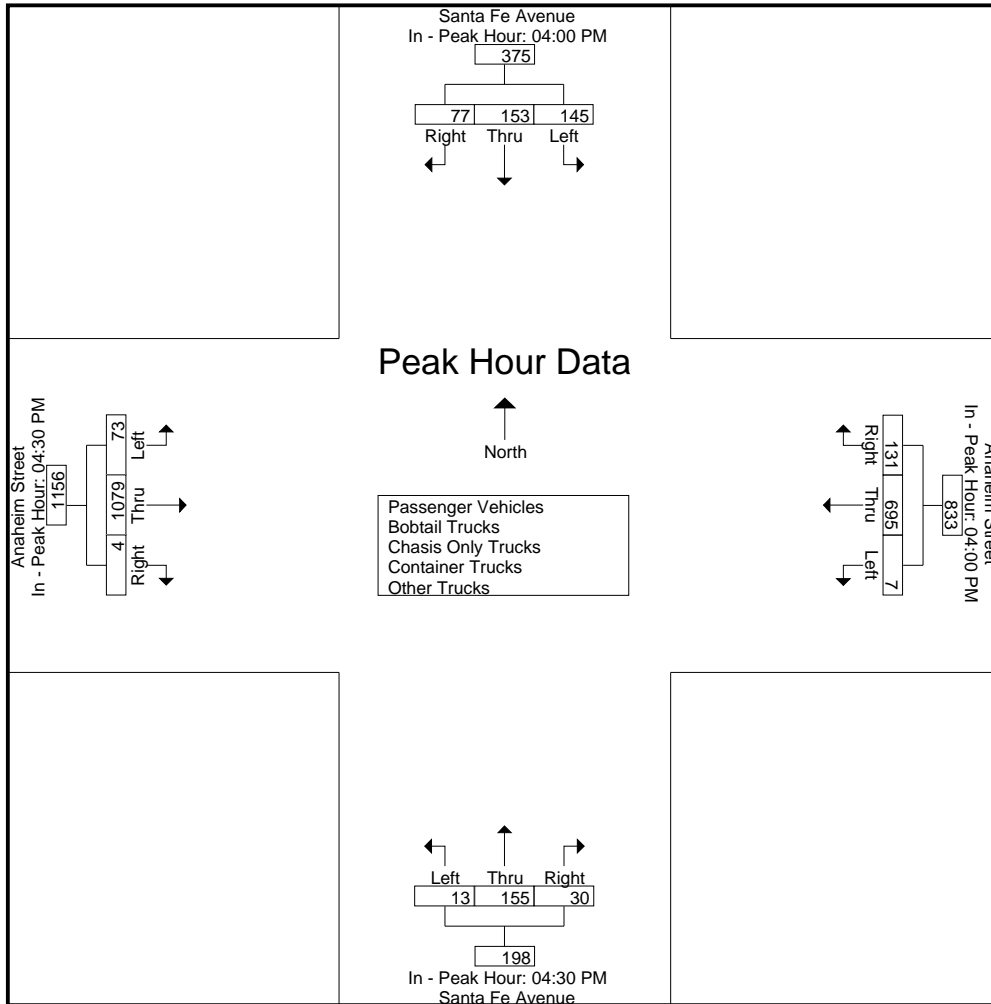 Santa Fe Avenue
In - Peak Hour: 04:00 PM
375
77 153 145
Right Thru Left
Peak Hour Data
North
Anaheim Street
In - Peak Hour: 04:30 PM
1156
73 1079 4
Left Thru Right
Passenger Vehicles
Bobtail Trucks
Chasis Only Trucks
Container Trucks
Other Trucks
Right Thru Left
131 695 7
833
In - Peak Hour: 04:00 PM
Anaheim Street
Left Thru Right
13 155 30
198
In - Peak Hour: 04:30 PM
Santa Fe Avenue